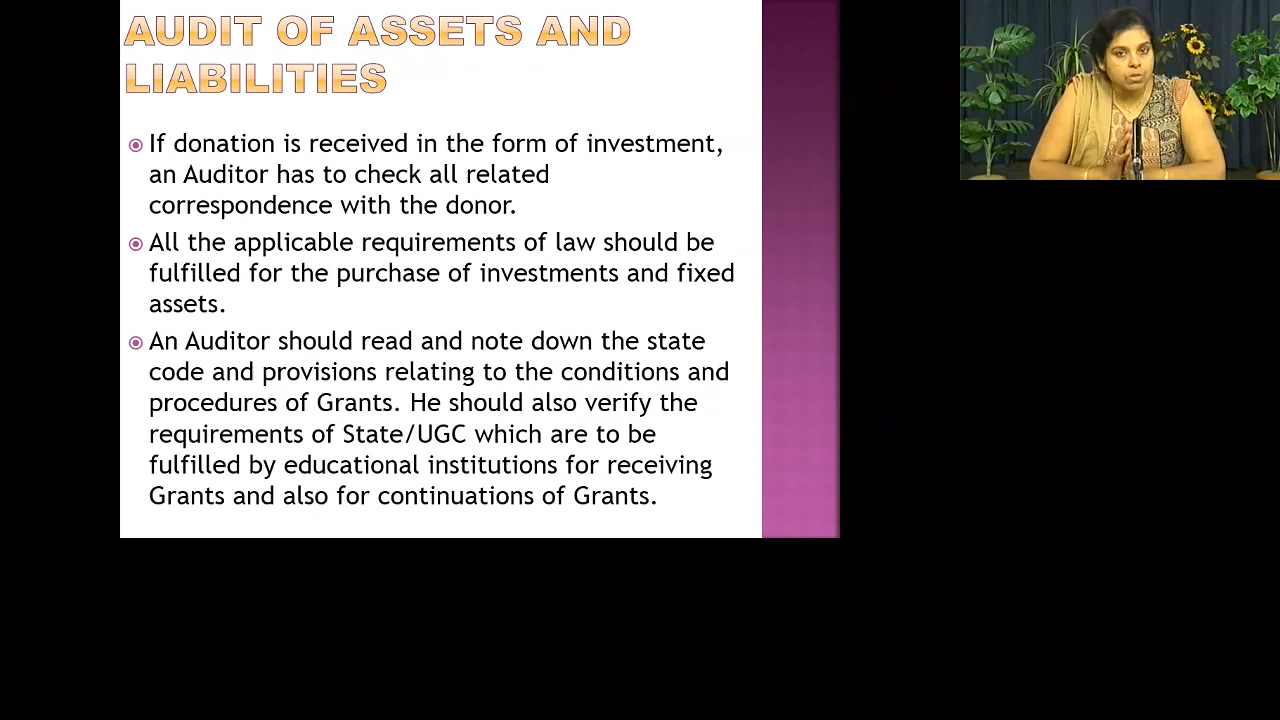 AUDIT OF ASSETS AND
LIABILITIES
If donation is received in the form of investment,
an Auditor has to check all related
correspondence with the donor.
All the applicable requirements of law should be
fulfilled for the purchase of investments and fixed
assets.
An Auditor should read and note down the state
code and provisions relating to the conditions and
procedures of Grants. He should also verify the
requirements of State/UGC which are to be
fulfilled by educational institutions for receiving
Grants and also for continuations of Grants.